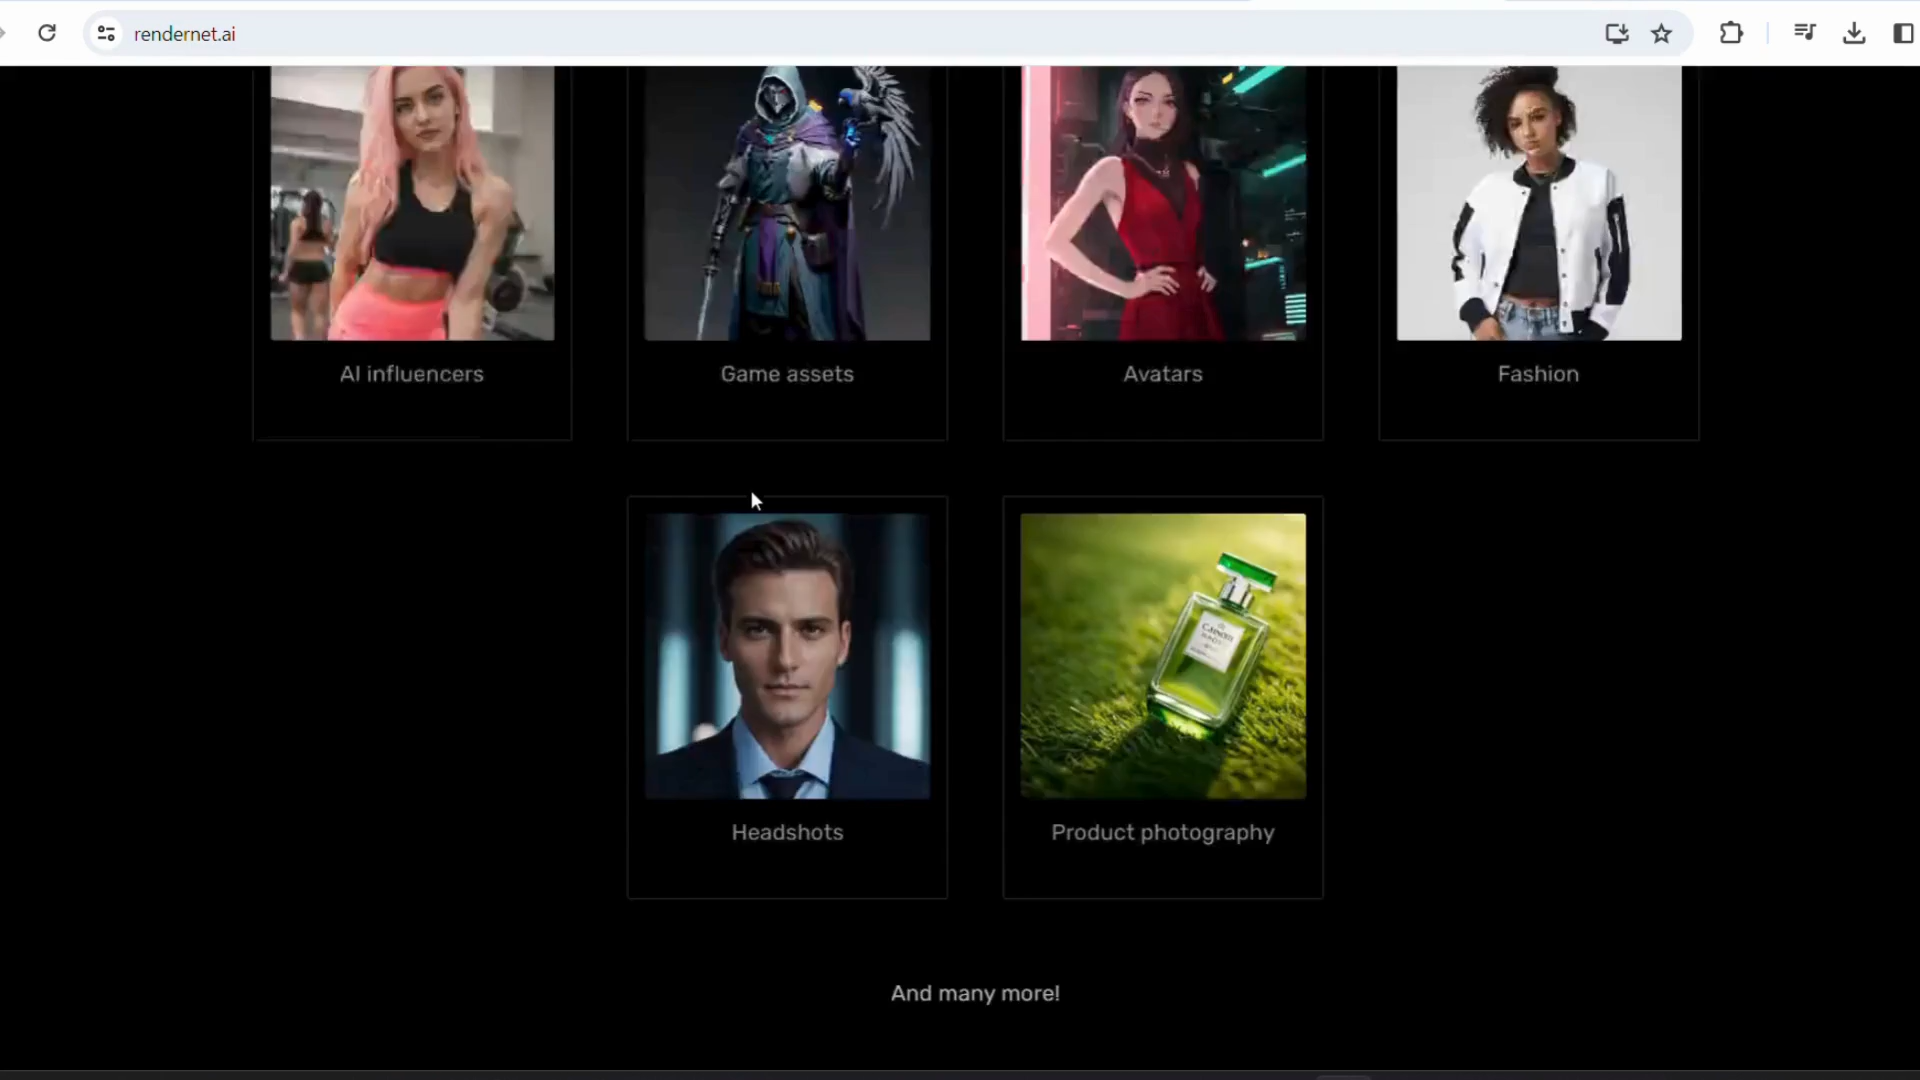 rendernet.ai
AI influencers
Game assets
Avatars
Fashion
Headshots
Product photography
And many more!